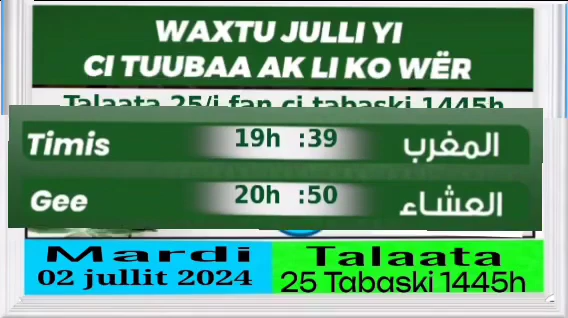 WAXTU JULLI YI
CI TUUBAA AK LI KO WËR
Talaata 25/i fan ci tabaski 1445h
Timis 19h :39 المغرب
Gee 20h :50 العشاء
Mardi Talaata
02 jullit 2024 25 Tabaski 1445h